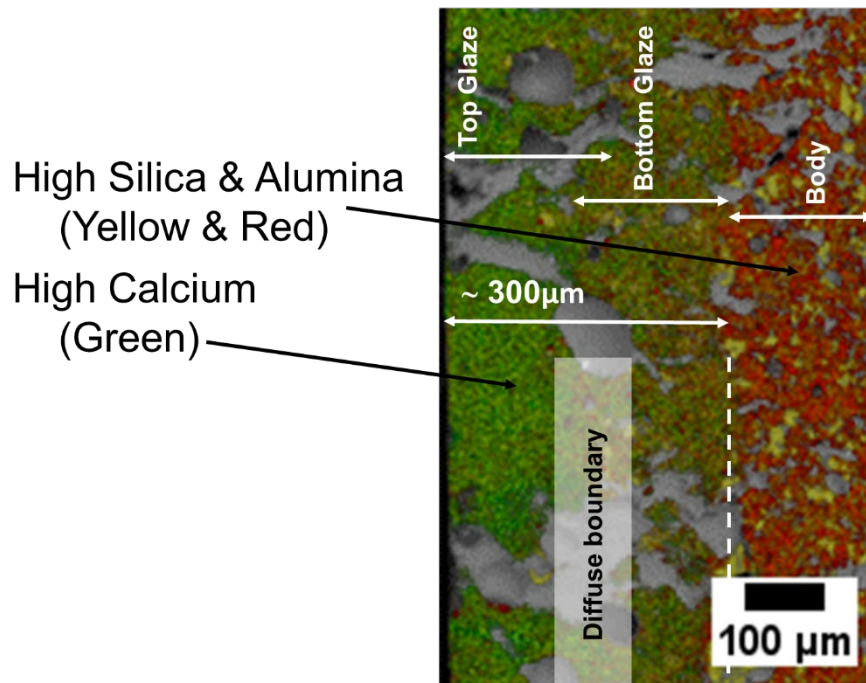 Top Glaze
Bottom Glaze
Body
High Silica & Alumina
(Yellow & Red)
High Calcium
(Green)
~ 300µm
Diffuse boundary
100 µm